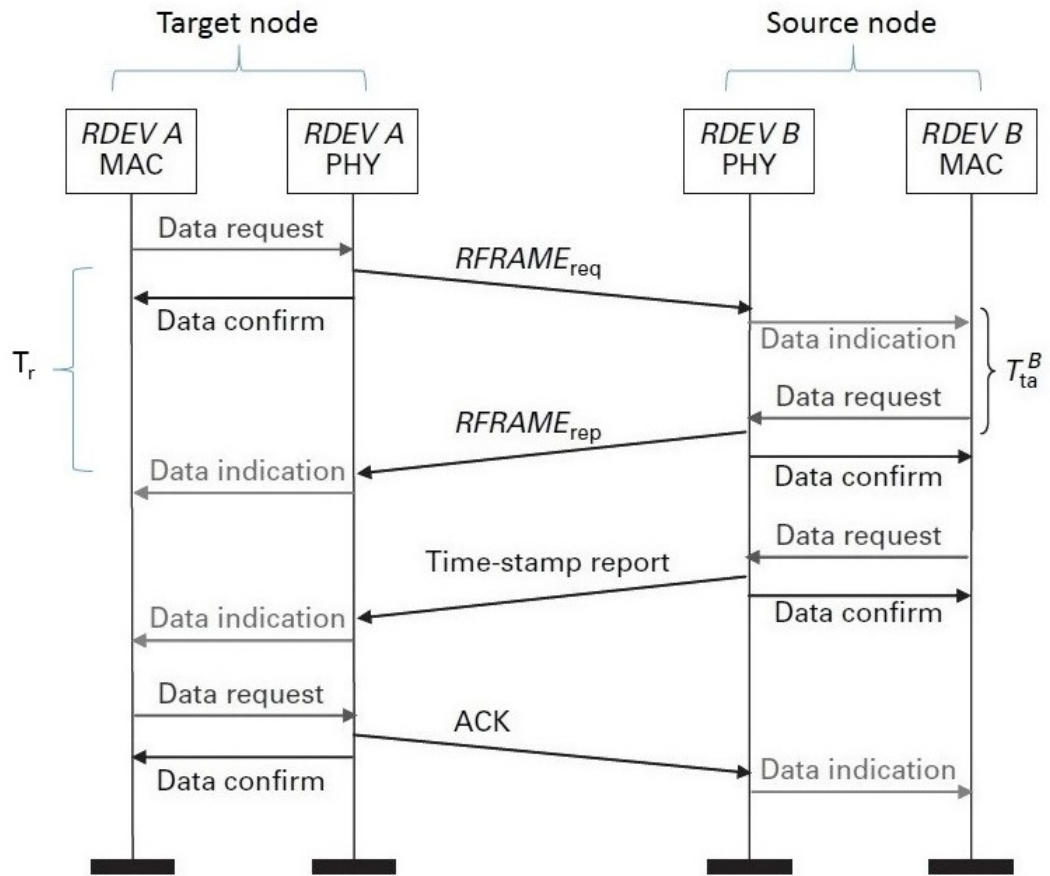 Target node
Source node
RDEV A
MAC
RDEV A
PHY
RDEV B
PHY
RDEV B
MAC
Data request
RFRAMEreq
Data confirm
Data indication
Tr
TtaB
Data request
RFRAMErep
Data indication
Data confirm
Data request
Time-stamp report
Data confirm
Data indication
Data request
ACK
Data confirm
Data indication